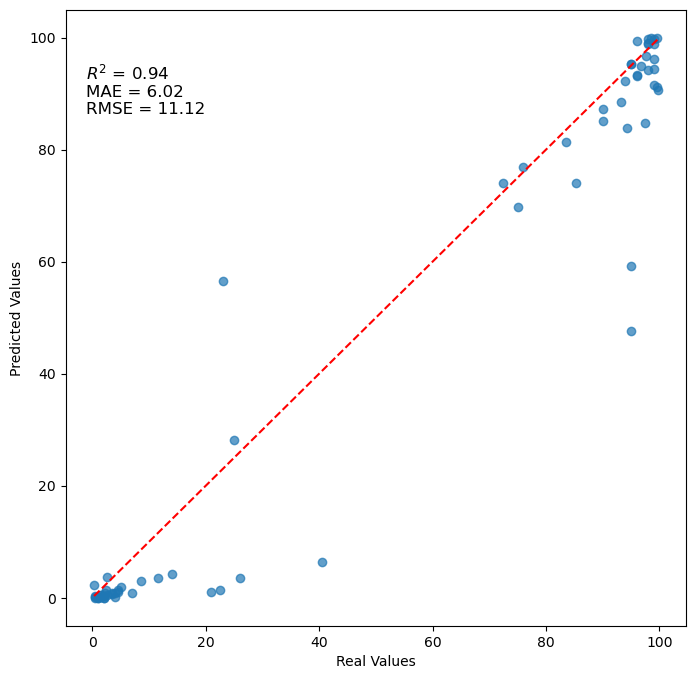 100
80
60
40
20
0
Predicted Values
R² = 0.94
MAE = 6.02
RMSE = 11.12
0 20 40 60 80 100
Real Values